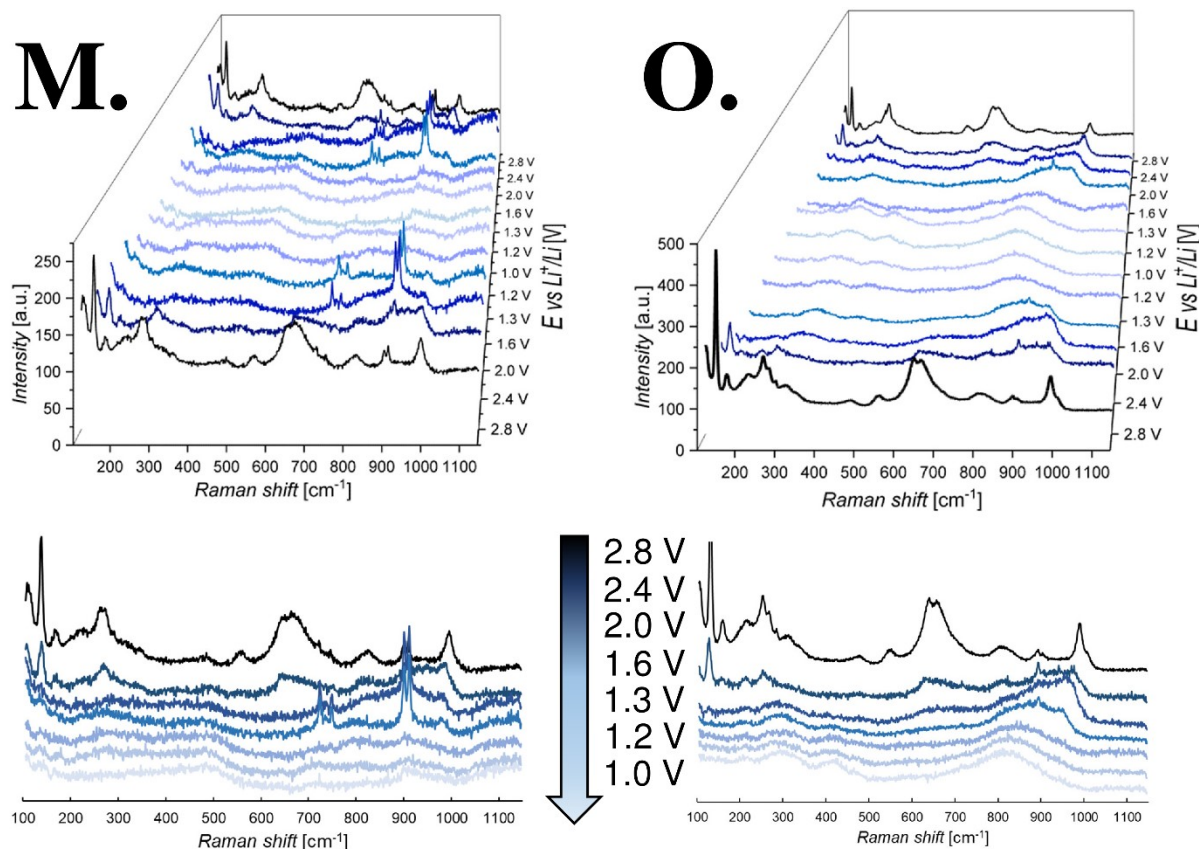 M.
250
200
150
100
50
0
Intensity [a.u.]
200 300 400 500 600 700 800 900 1000 1100
Raman shift [cm⁻¹]
2.8 V
2.4 V
2.0 V
1.6 V
1.3 V
1.2 V
1.0 V
1.2 V
1.3 V
1.6 V
2.0 V
2.4 V
2.8 V
E vs Li⁺/Li [V]
O.
500
400
300
200
100
0
Intensity [a.u.]
200 300 400 500 600 700 800 900 1000 1100
Raman shift [cm⁻¹]
2.8 V
2.4 V
2.0 V
1.6 V
1.3 V
1.2 V
1.0 V
1.2 V
1.3 V
1.6 V
2.0 V
2.4 V
2.8 V
E vs Li⁺/Li [V]
100 200 300 400 500 600 700 800 900 1000 1100
Raman shift [cm⁻¹]
2.8 V
2.4 V
2.0 V
1.6 V
1.3 V
1.2 V
1.0 V
100 200 300 400 500 600 700 800 900 1000 1100
Raman shift [cm⁻¹]